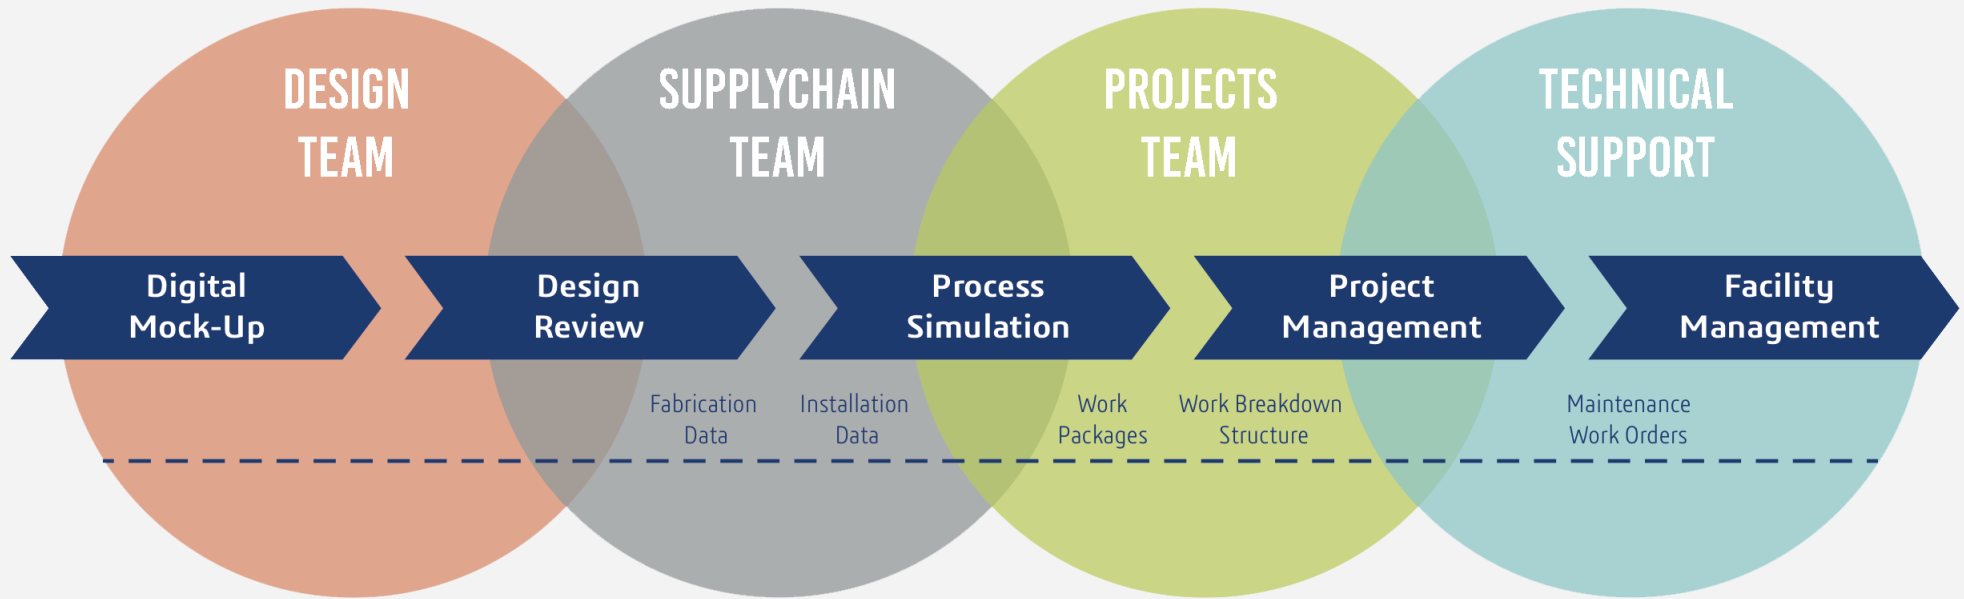 DESIGN
TEAM
SUPPLYCHAIN
TEAM
PROJECTS
TEAM
TECHNICAL
SUPPORT
Digital
Mock-Up
Design
Review
Process
Simulation
Project
Management
Facility
Management
Fabrication
Data
Installation
Data
Work
Packages
Work Breakdown
Structure
Maintenance
Work Orders